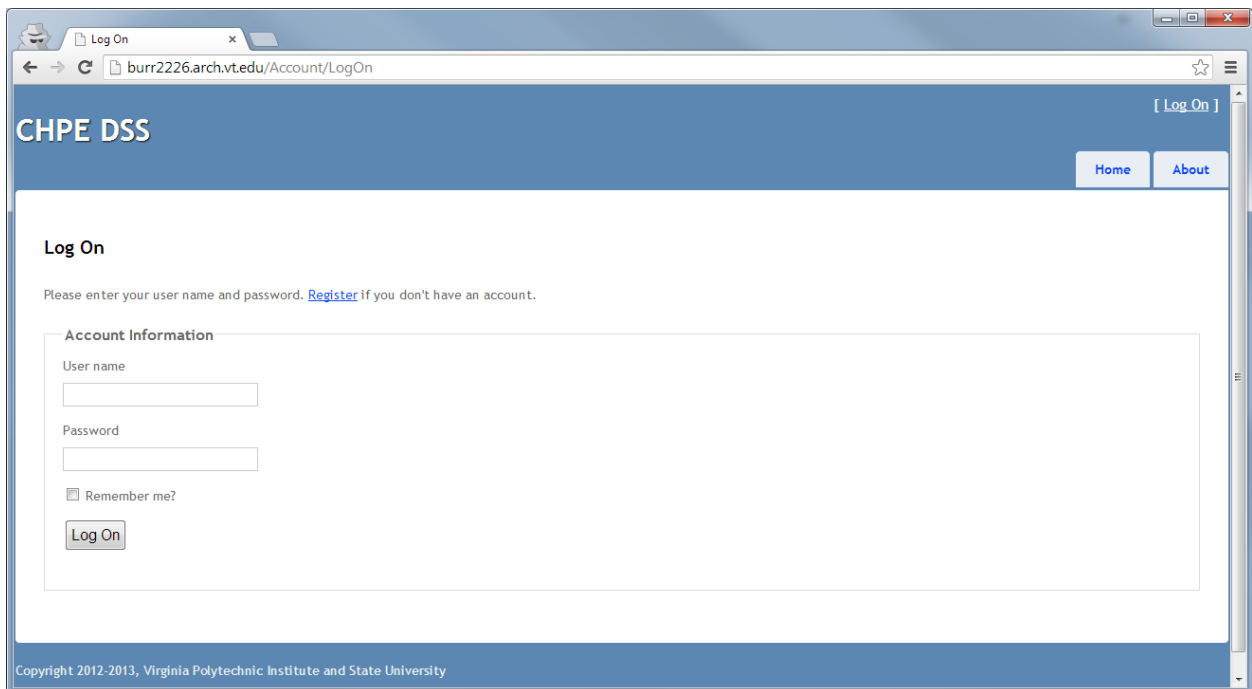 Log On
burr2226.arch.vt.edu/Account/LogOn
[ Log On ]
CHPE DSS
Home About
Log On
Please enter your user name and password. Register if you don't have an account.
Account Information
User name
Password
Remember me?
Log On
Copyright 2012-2013, Virginia Polytechnic Institute and State University